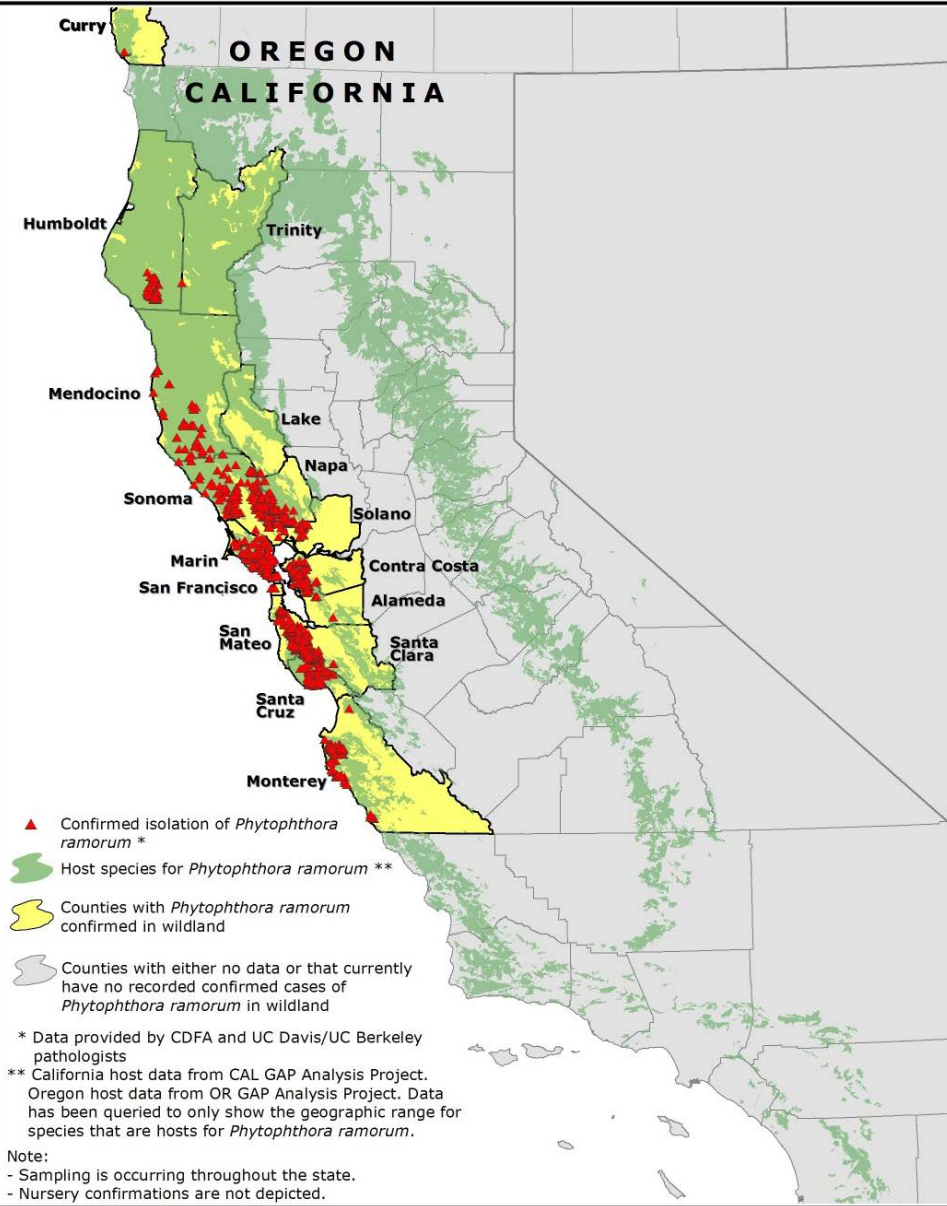 Curry
OREGON
CALIFORNIA
Humboldt
Trinity
Mendocino
Lake
Napa
Sonoma
Solano
Marin
Contra Costa
San Francisco
Alameda
San
Mateo
Santa
Clara
Santa
Cruz
Monterey
Confirmed isolation of Phytophthora
ramorum *
Host species for Phytophthora ramorum **
Counties with Phytophthora ramorum
confirmed in wildland
Counties with either no data or that currently
have no recorded confirmed cases of
Phytophthora ramorum in wildland
* Data provided by CDFA and UC Davis/UC Berkeley
pathologists
** California host data from CAL GAP Analysis Project.
Oregon host data from OR GAP Analysis Project. Data
has been queried to only show the geographic range for
species that are hosts for Phytophthora ramorum.
Note:
- Sampling is occurring throughout the state.
- Nursery confirmations are not depicted.